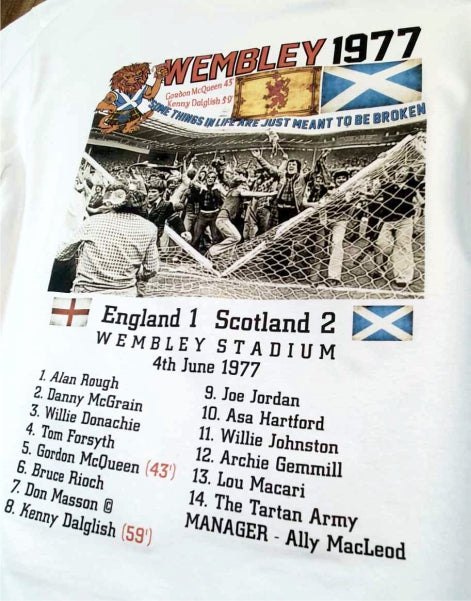 WEMBLEY 1977
Gordon McQueen 43'
Kenny Dalglish 59'
SOME THINGS IN LIFE ARE JUST MEANT TO BE BROKEN
England 1 Scotland 2
WEMBLEY STADIUM
4th June 1977
1. Alan Rough
2. Danny McGrain
3. Willie Donachie
4. Tom Forsyth
5. Gordon McQueen (43')
6. Bruce Rioch
7. Don Masson ©
8. Kenny Dalglish (59')
9. Joe Jordan
10. Asa Hartford
11. Willie Johnston
12. Archie Gemmill
13. Lou Macari
14. The Tartan Army
MANAGER - Ally MacLeod